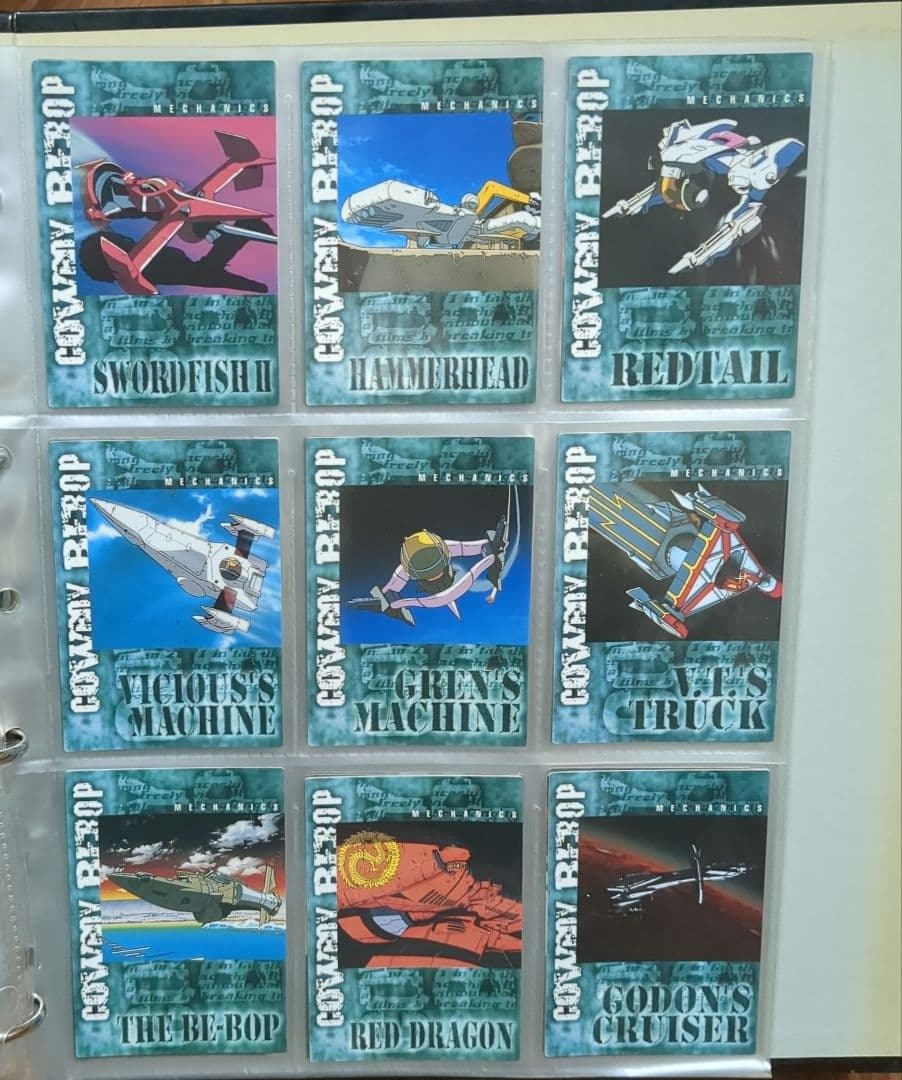 COWBOY BEBOP
MECHANICS
SWORDFISH II
COWBOY BEBOP
MECHANICS
HAMMERHEAD
COWBOY BEBOP
MECHANICS
REDTAIL
COWBOY BEBOP
MECHANICS
VICIOUS'S
MACHINE
COWBOY BEBOP
MECHANICS
GREN'S
MACHINE
COWBOY BEBOP
MECHANICS
V.T.'S
TRUCK
COWBOY BEBOP
MECHANICS
THE BE-BOP
COWBOY BEBOP
MECHANICS
RED DRAGON
COWBOY BEBOP
MECHANICS
GODON'S
CRUISER